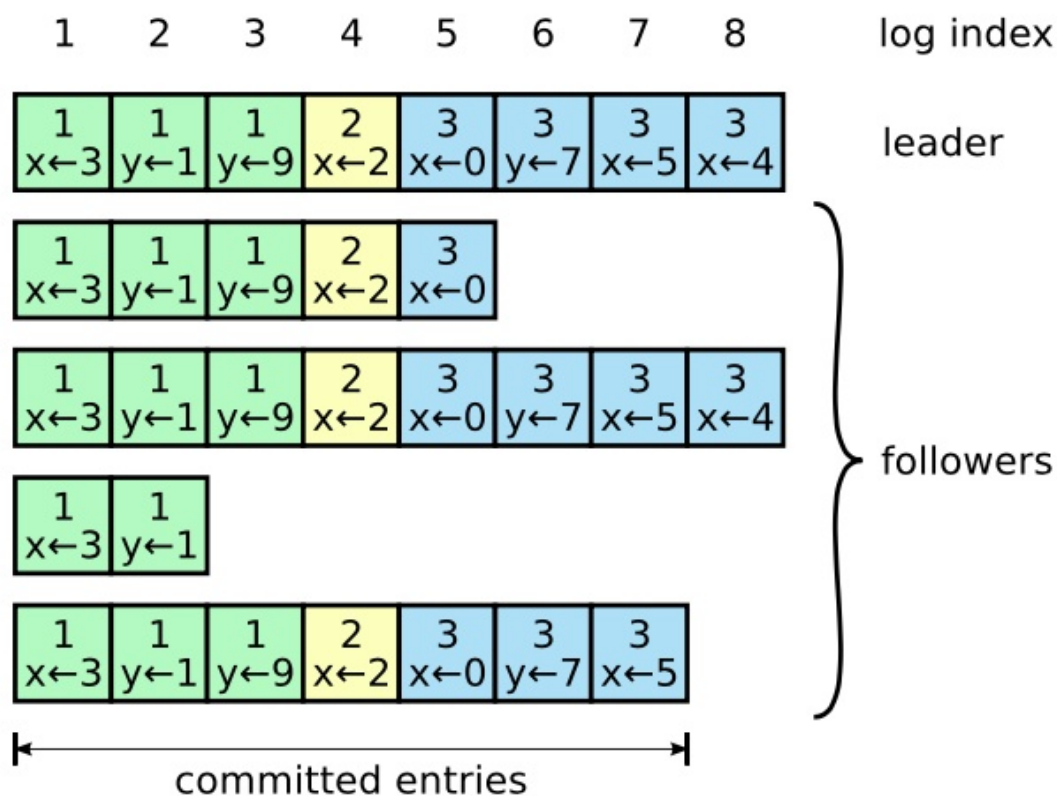 1 2 3 4 5 6 7 8 log index
1 1 1 2 3 3 3 3
x←3 y←1 y←9 x←2 x←0 y←7 x←5 x←4
leader
1 1 1 2 3
x←3 y←1 y←9 x←2 x←0
1 1 1 2 3 3 3 3
x←3 y←1 y←9 x←2 x←0 y←7 x←5 x←4
followers
1 1
x←3 y←1
1 1 1 2 3 3 3
x←3 y←1 y←9 x←2 x←0 y←7 x←5
committed entries